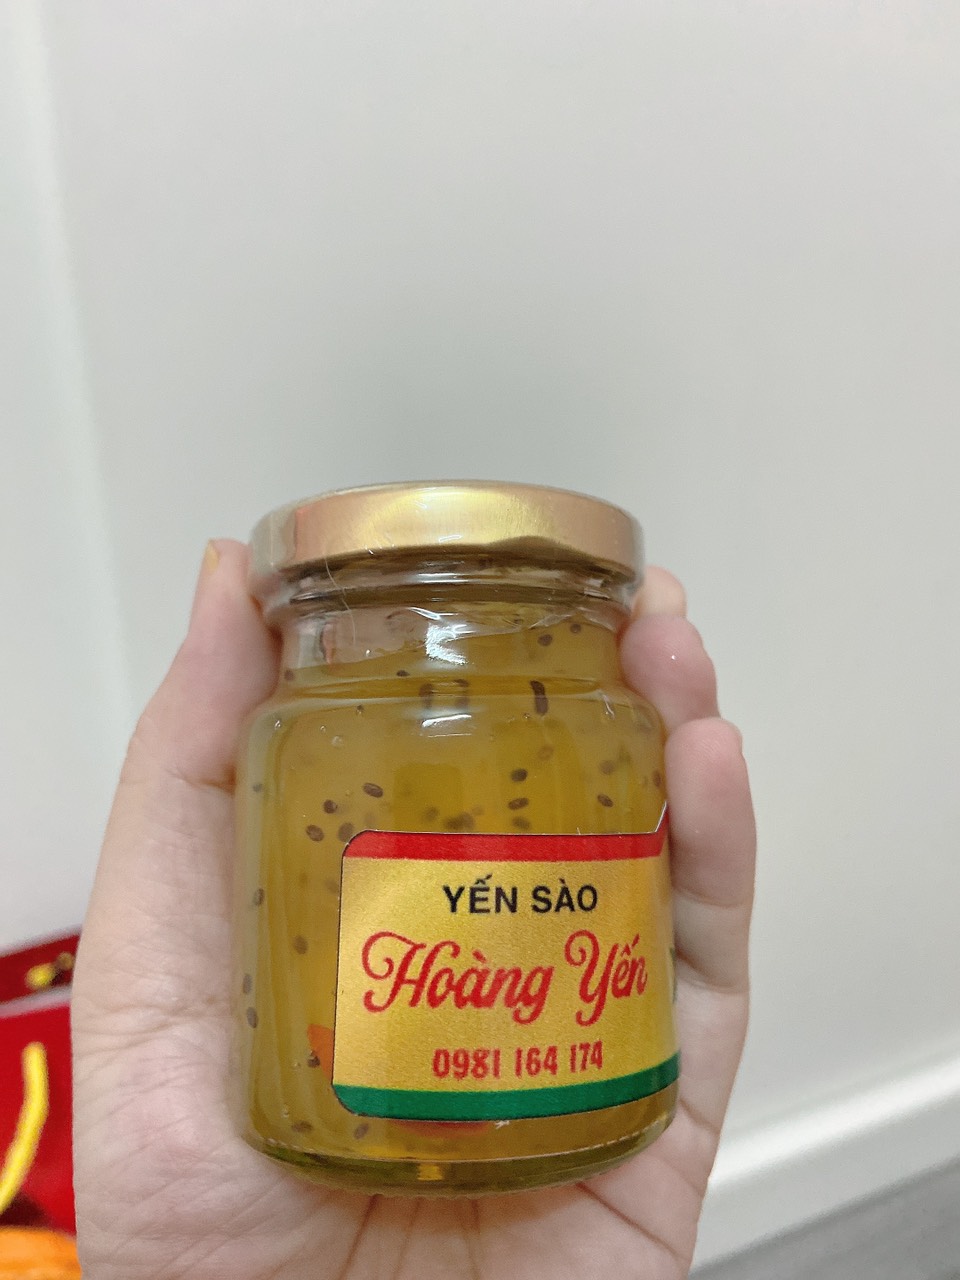 YẾN SÀO
Hoàng Yến
0981 164 174